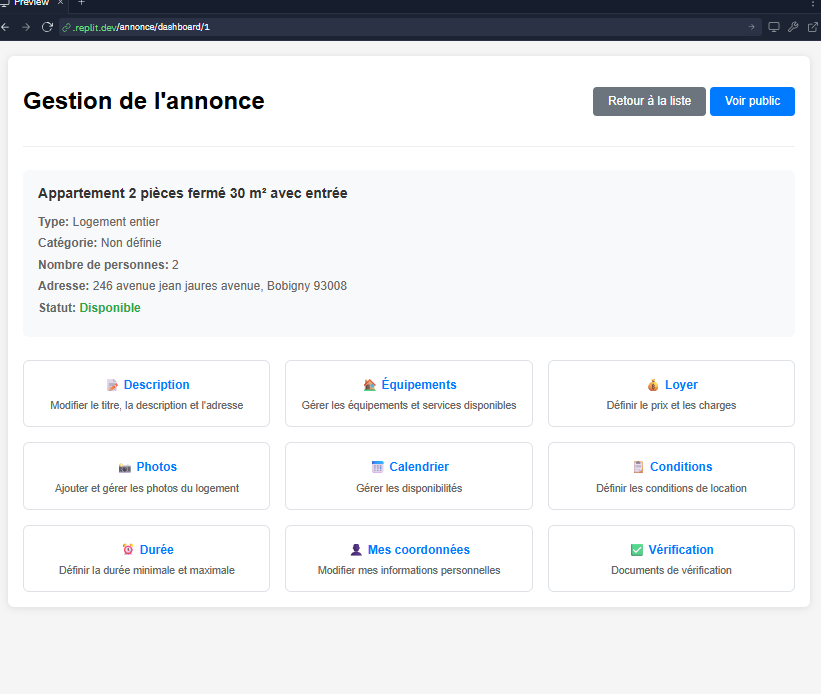 Preview × +
.replit.dev/annonce/dashboard/1
Gestion de l'annonce
Retour à la liste
Voir public
Appartement 2 pièces fermé 30 m² avec entrée
Type: Logement entier
Catégorie: Non définie
Nombre de personnes: 2
Adresse: 246 avenue jean jaures avenue, Bobigny 93008
Statut: Disponible
Description
Modifier le titre, la description et l'adresse
Équipements
Gérer les équipements et services disponibles
Loyer
Définir le prix et les charges
Photos
Ajouter et gérer les photos du logement
Calendrier
Gérer les disponibilités
Conditions
Définir les conditions de location
Durée
Définir la durée minimale et maximale
Mes coordonnées
Modifier mes informations personnelles
Vérification
Documents de vérification